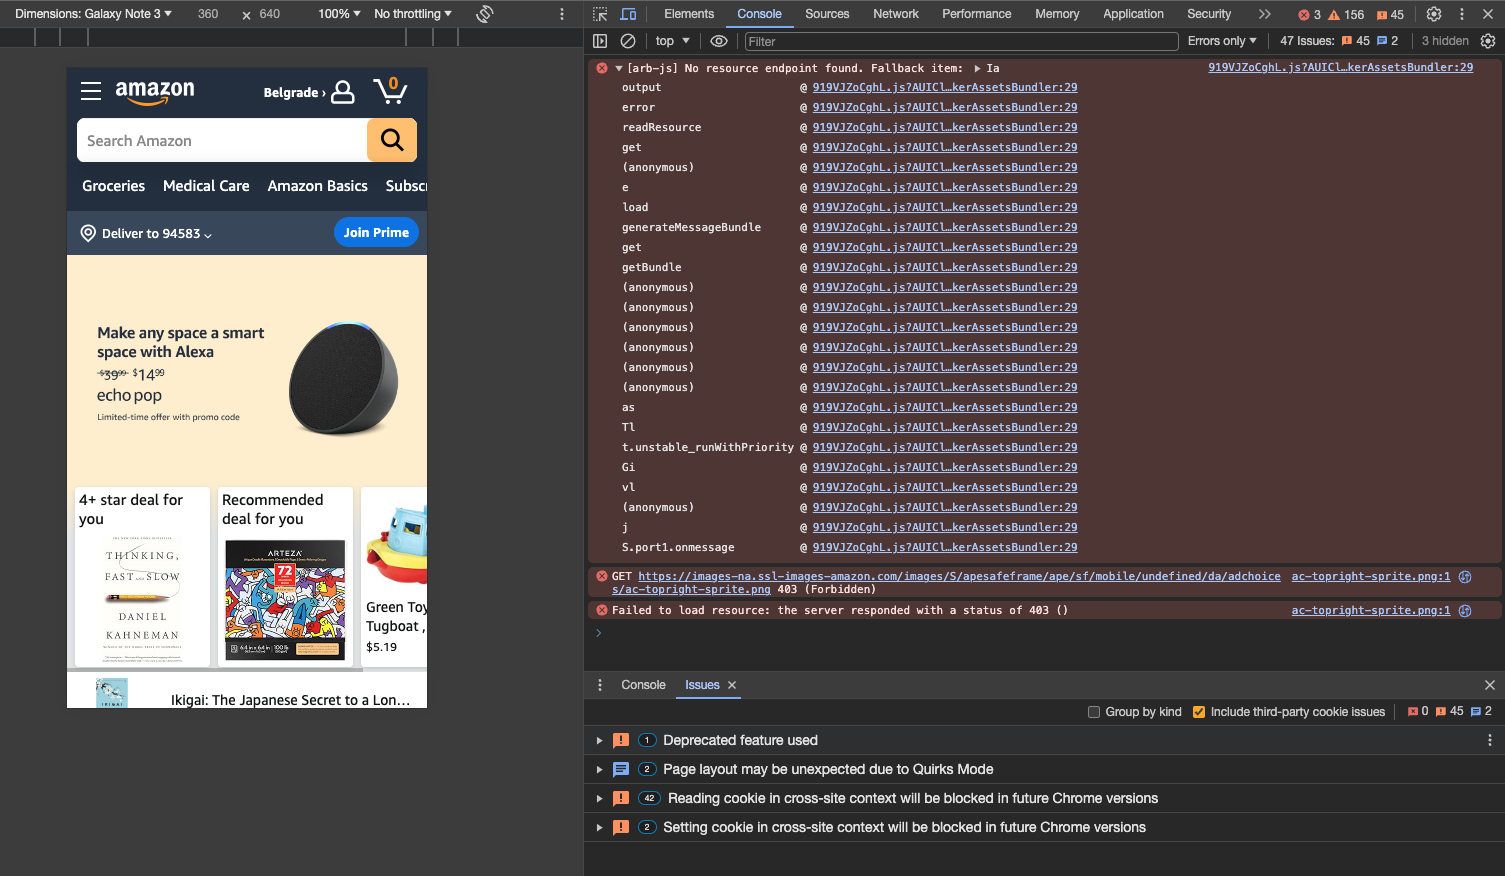 Dimensions: Galaxy Note 3 ▼ 360 × 640 100% ▼ No throttling ▼
Elements Console Sources Network Performance Memory Application Security >> 3 156 45
top ▼ Filter Errors only ▼ 47 Issues: 45 2 3 hidden
amazon
Belgrade ›
0
Search Amazon
Groceries Medical Care Amazon Basics Subsc
Deliver to 94583
Join Prime
Make any space a smart
space with Alexa
$39.99 $14.99
echo pop
Limited-time offer with promo code
4+ star deal for
you
THINKING,
FAST AND SLOW
DANIEL
KAHNEMAN
Recommended
deal for you
ARTEZA
72
6.4 in x 6.4 in | 100 lb
Green Toy
Tugboat ,
$5.19
IKIGAI
Ikigai: The Japanese Secret to a Lon...
[arb-js] No resource endpoint found. Fallback item: ▶ Ia 919VJZoCghL.js?AUICl…kerAssetsBundler:29
output @ 919VJZoCghL.js?AUICl…kerAssetsBundler:29
error @ 919VJZoCghL.js?AUICl…kerAssetsBundler:29
readResource @ 919VJZoCghL.js?AUICl…kerAssetsBundler:29
get @ 919VJZoCghL.js?AUICl…kerAssetsBundler:29
(anonymous) @ 919VJZoCghL.js?AUICl…kerAssetsBundler:29
e @ 919VJZoCghL.js?AUICl…kerAssetsBundler:29
load @ 919VJZoCghL.js?AUICl…kerAssetsBundler:29
generateMessageBundle @ 919VJZoCghL.js?AUICl…kerAssetsBundler:29
get @ 919VJZoCghL.js?AUICl…kerAssetsBundler:29
getBundle @ 919VJZoCghL.js?AUICl…kerAssetsBundler:29
(anonymous) @ 919VJZoCghL.js?AUICl…kerAssetsBundler:29
(anonymous) @ 919VJZoCghL.js?AUICl…kerAssetsBundler:29
(anonymous) @ 919VJZoCghL.js?AUICl…kerAssetsBundler:29
(anonymous) @ 919VJZoCghL.js?AUICl…kerAssetsBundler:29
(anonymous) @ 919VJZoCghL.js?AUICl…kerAssetsBundler:29
(anonymous) @ 919VJZoCghL.js?AUICl…kerAssetsBundler:29
as @ 919VJZoCghL.js?AUICl…kerAssetsBundler:29
Tl @ 919VJZoCghL.js?AUICl…kerAssetsBundler:29
t.unstable_runWithPriority @ 919VJZoCghL.js?AUICl…kerAssetsBundler:29
Gi @ 919VJZoCghL.js?AUICl…kerAssetsBundler:29
vl @ 919VJZoCghL.js?AUICl…kerAssetsBundler:29
(anonymous) @ 919VJZoCghL.js?AUICl…kerAssetsBundler:29
j @ 919VJZoCghL.js?AUICl…kerAssetsBundler:29
S.port1.onmessage @ 919VJZoCghL.js?AUICl…kerAssetsBundler:29
GET https://images-na.ssl-images-amazon.com/images/S/apesafeframe/ape/sf/mobile/undefined/da/adchoice ac-topright-sprite.png:1
s/ac-topright-sprite.png 403 (Forbidden)
Failed to load resource: the server responded with a status of 403 () ac-topright-sprite.png:1
Console Issues ×
Group by kind Include third-party cookie issues 0 45 2
1 Deprecated feature used
2 Page layout may be unexpected due to Quirks Mode
42 Reading cookie in cross-site context will be blocked in future Chrome versions
2 Setting cookie in cross-site context will be blocked in future Chrome versions